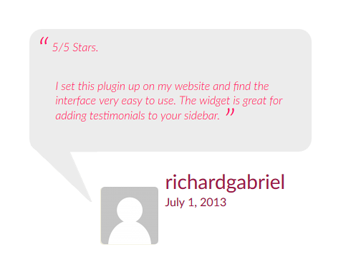 “ 5/5 Stars.
I set this plugin up on my website and find the
interface very easy to use. The widget is great for
adding testimonials to your sidebar. ”
richardgabriel
July 1, 2013